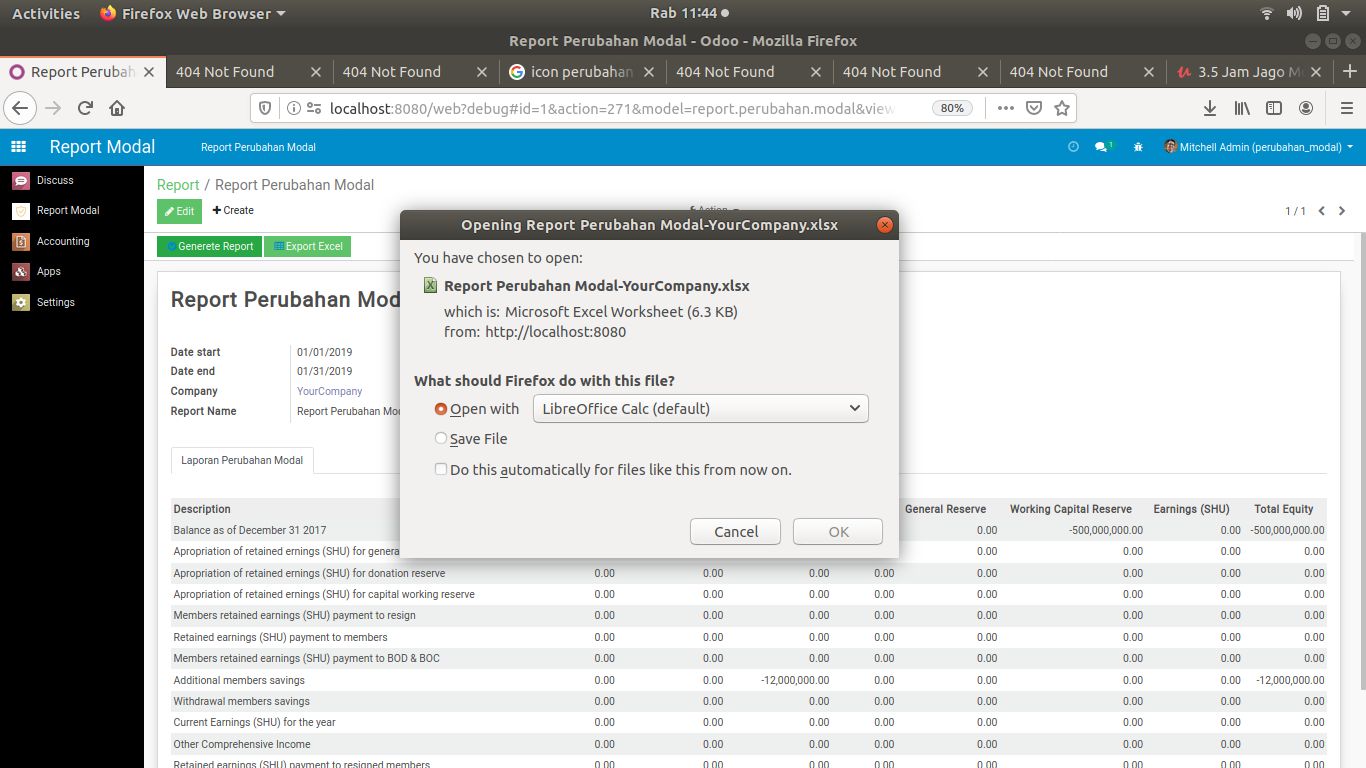 Activities Firefox Web Browser Rab 11:44
Report Perubahan Modal - Odoo - Mozilla Firefox
Report Perubah 404 Not Found 404 Not Found icon perubahan 404 Not Found 404 Not Found 404 Not Found 3.5 Jam Jago M
localhost:8080/web?debug#id=1&action=271&model=report.perubahan.modal&view 80%
Report Modal Report Perubahan Modal 1 Mitchell Admin (perubahan_modal)
Discuss
Report Modal
Accounting
Apps
Settings
Report / Report Perubahan Modal
Edit + Create Action 1 / 1
Generete Report Export Excel
Report Perubahan Mod
Date start 01/01/2019
Date end 01/31/2019
Company YourCompany
Report Name Report Perubahan Mo
Laporan Perubahan Modal
Opening Report Perubahan Modal-YourCompany.xlsx
You have chosen to open:
Report Perubahan Modal-YourCompany.xlsx
which is: Microsoft Excel Worksheet (6.3 KB)
from: http://localhost:8080
What should Firefox do with this file?
Open with LibreOffice Calc (default)
Save File
Do this automatically for files like this from now on.
Cancel OK
Description General Reserve Working Capital Reserve Earnings (SHU) Total Equity
Balance as of December 31 2017 0.00 -500,000,000.00 0.00 -500,000,000.00
Apropriation of retained ernings (SHU) for genera 0.00 0.00 0.00 0.00
Apropriation of retained ernings (SHU) for donation reserve 0.00 0.00 0.00 0.00 0.00 0.00 0.00 0.00
Apropriation of retained ernings (SHU) for capital working reserve 0.00 0.00 0.00 0.00 0.00 0.00 0.00 0.00
Members retained earnings (SHU) payment to resign 0.00 0.00 0.00 0.00 0.00 0.00 0.00 0.00
Retained earnings (SHU) payment to members 0.00 0.00 0.00 0.00 0.00 0.00 0.00 0.00
Members retained earnings (SHU) payment to BOD & BOC 0.00 0.00 0.00 0.00 0.00 0.00 0.00 0.00
Additional members savings 0.00 0.00 -12,000,000.00 0.00 0.00 0.00 0.00 -12,000,000.00
Withdrawal members savings 0.00 0.00 0.00 0.00 0.00 0.00 0.00 0.00
Current Earnings (SHU) for the year 0.00 0.00 0.00 0.00 0.00 0.00 0.00 0.00
Other Comprehensive Income 0.00 0.00 0.00 0.00 0.00 0.00 0.00 0.00
Retained earnings (SHU) payment to resigned members 0.00 0.00 0.00 0.00 0.00 0.00 0.00 0.00